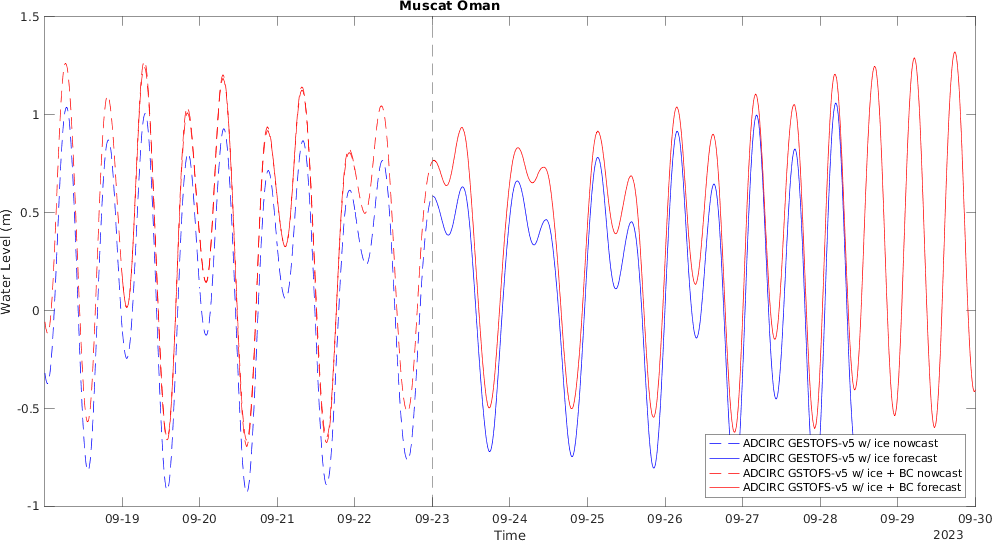 Muscat Oman
1.5
1
0.5
0
-0.5
-1
Water Level (m)
09-19 09-20 09-21 09-22 09-23 09-24 09-25 09-26 09-27 09-28 09-29 09-30
Time
2023
ADCIRC GESTOFS-v5 w/ ice nowcast
ADCIRC GESTOFS-v5 w/ ice forecast
ADCIRC GSTOFS-v5 w/ ice + BC nowcast
ADCIRC GSTOFS-v5 w/ ice + BC forecast